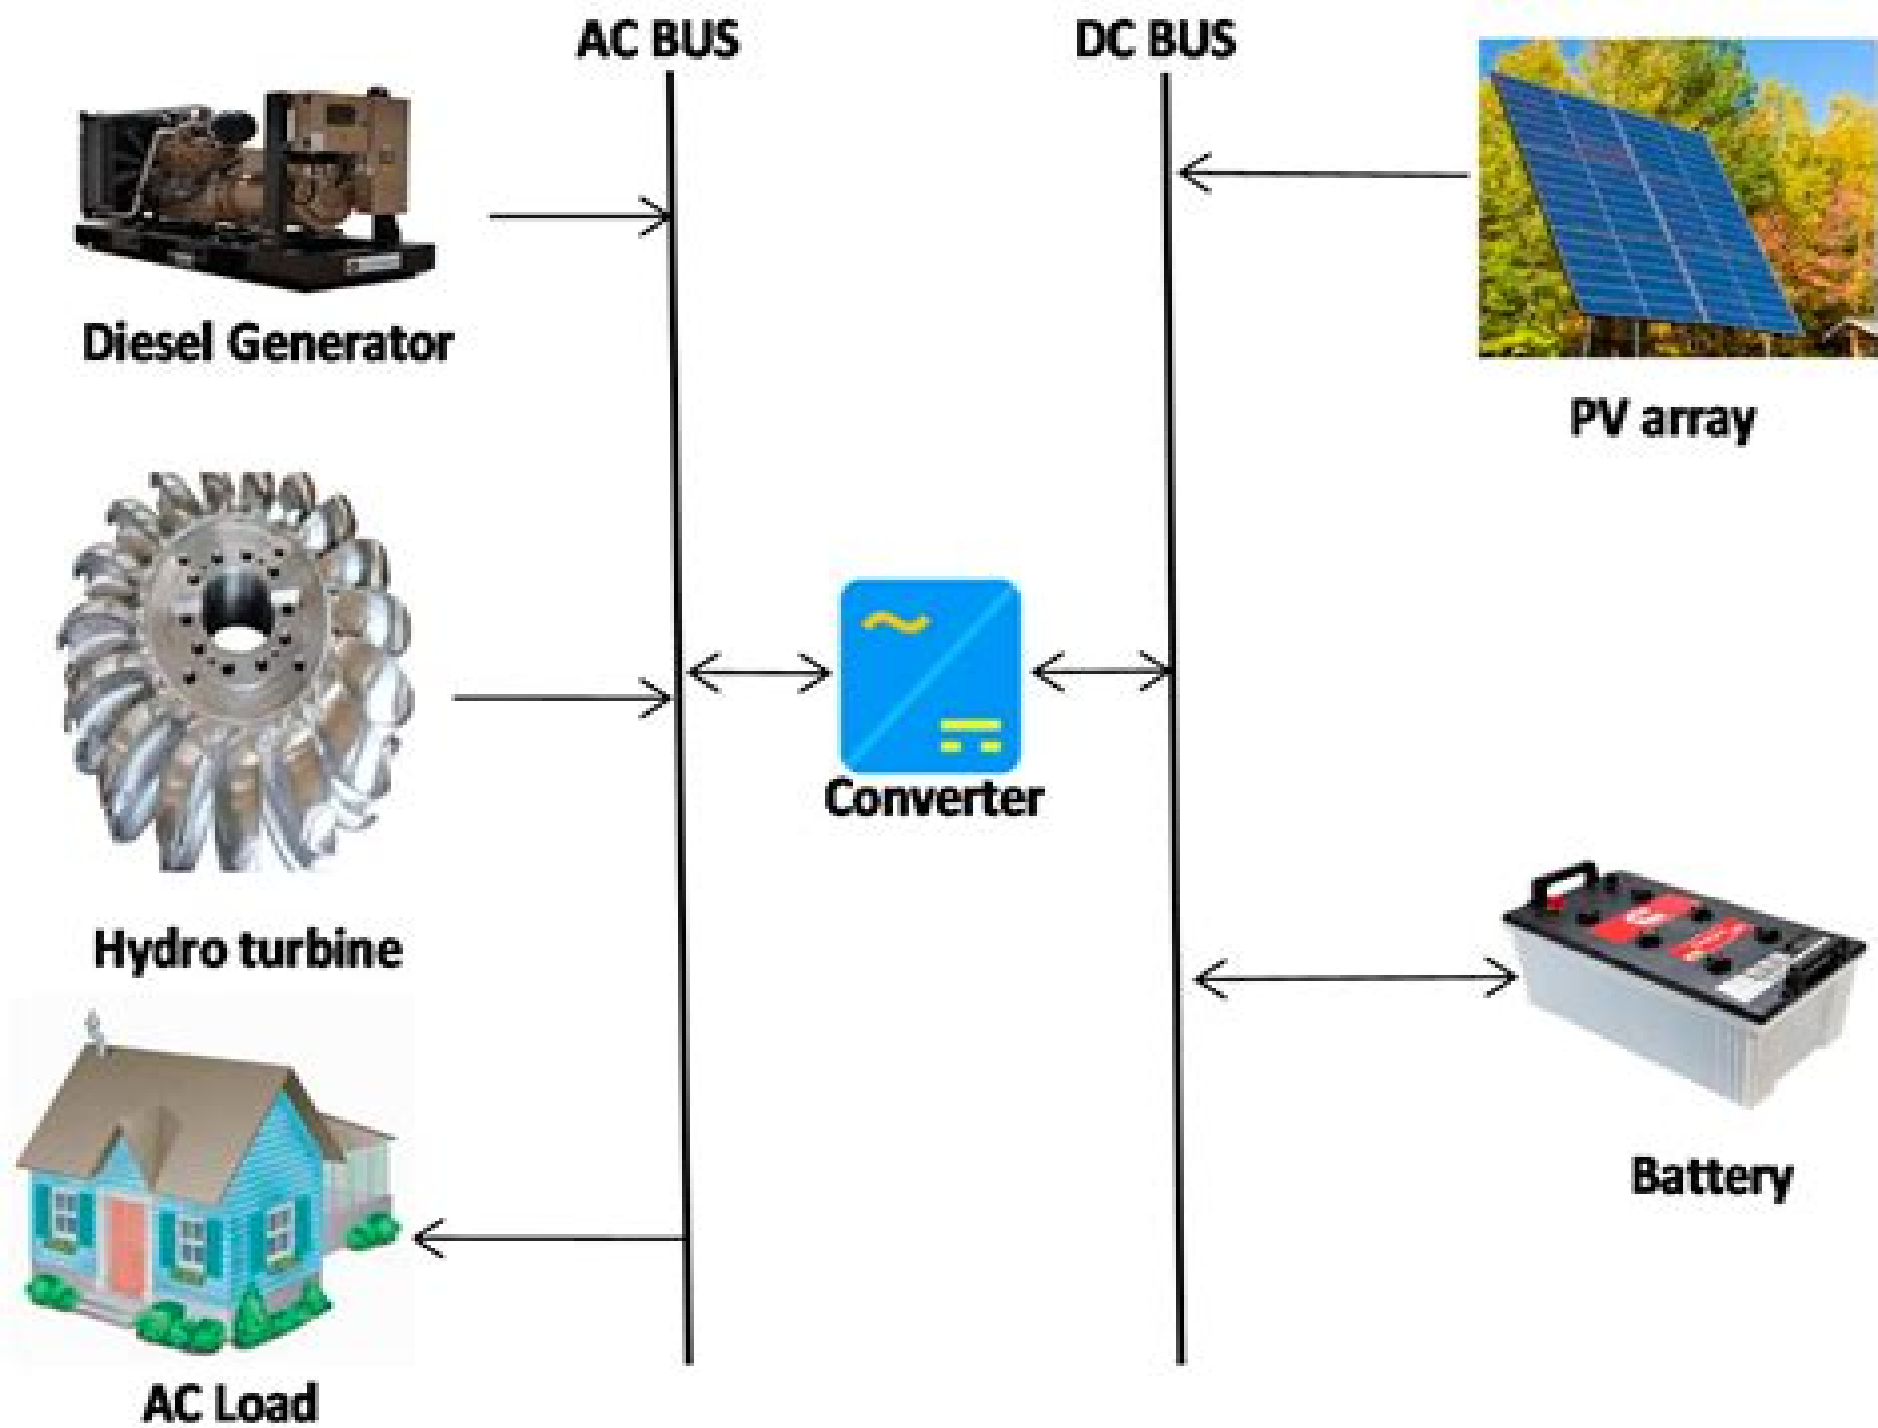 AC BUS
DC BUS
Diesel Generator
PV array
Converter
Hydro turbine
Battery
AC Load